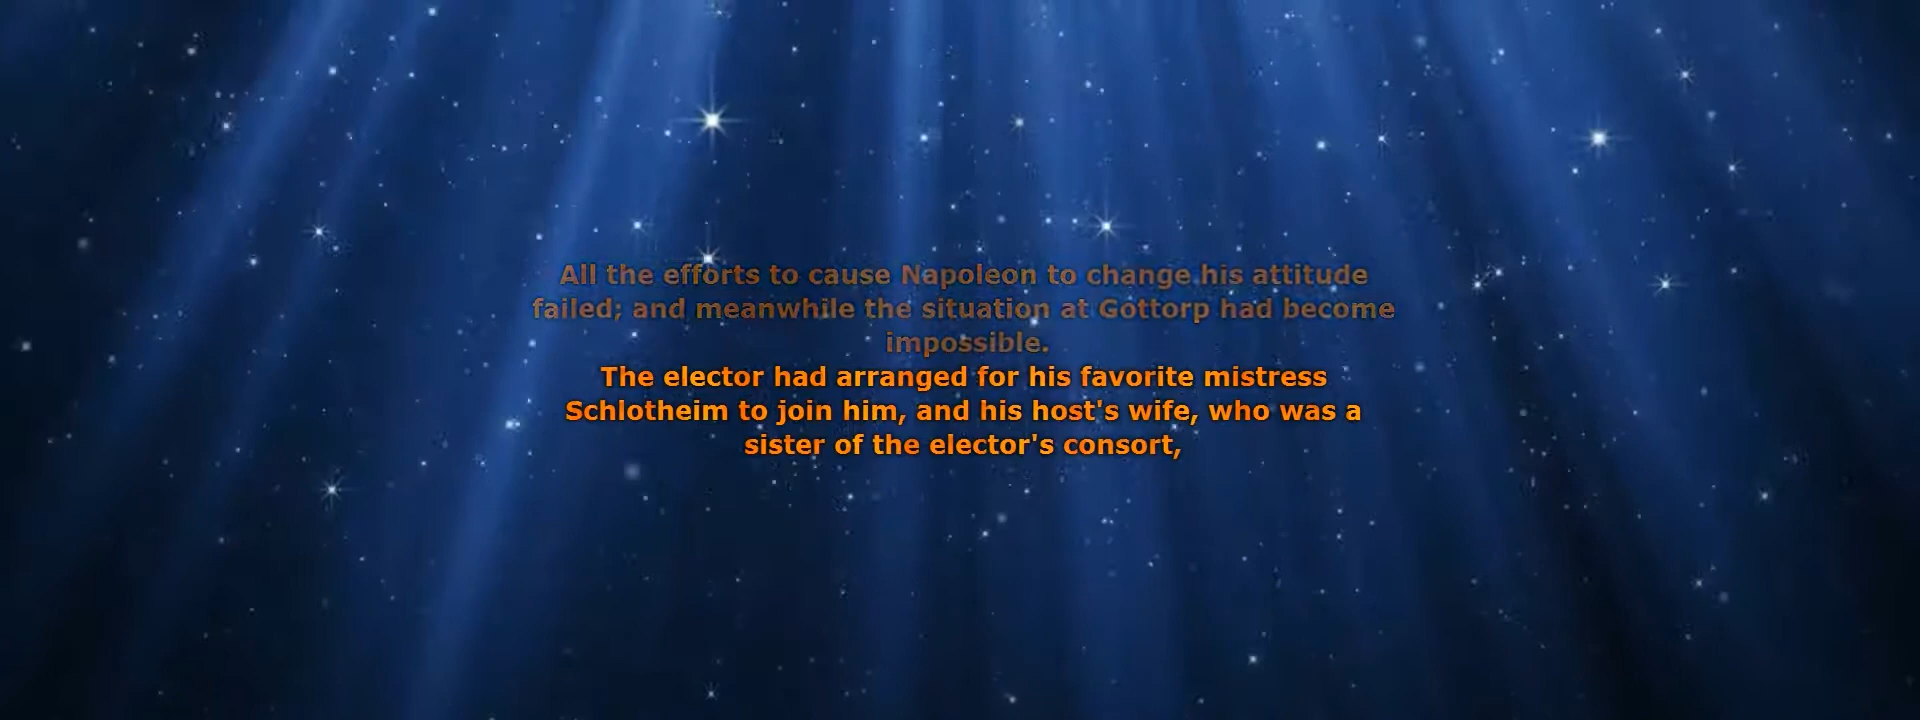 All the efforts to cause Napoleon to change his attitude
failed; and meanwhile the situation at Gottorp had become
impossible.
The elector had arranged for his favorite mistress
Schlotheim to join him, and his host's wife, who was a
sister of the elector's consort,